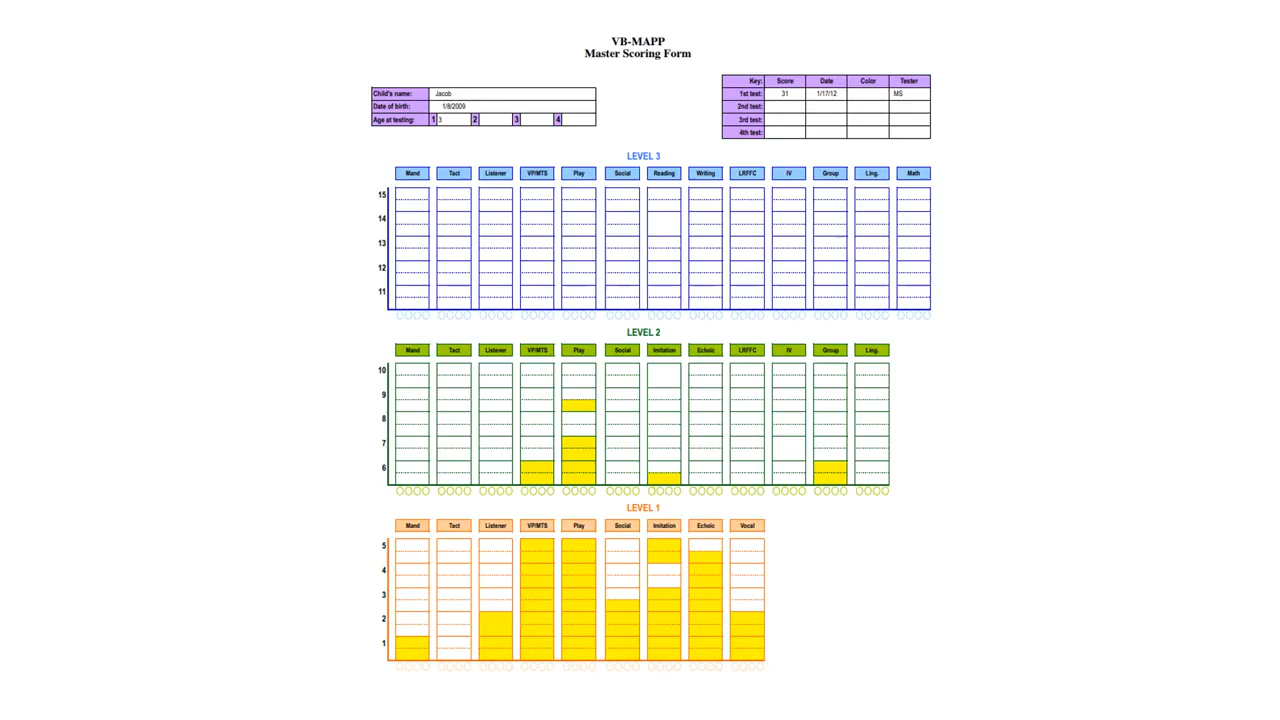 VB-MAPP
Master Scoring Form
Key: Score Date Color Tester
1st test: 31 1/17/12 MS
2nd test:
3rd test:
4th test:
Child's name: Jacob
Date of birth: 1/8/2009
Age at testing: 1 3 2 3 4
LEVEL 3
Mand Tact Listener VP/MTS Play Social Reading Writing LRFFC IV Group Ling. Math
15
14
13
12
11
LEVEL 2
Mand Tact Listener VP/MTS Play Social Imitation Echoic LRFFC IV Group Ling.
10
9
8
7
6
LEVEL 1
Mand Tact Listener VP/MTS Play Social Imitation Echoic Vocal
5
4
3
2
1